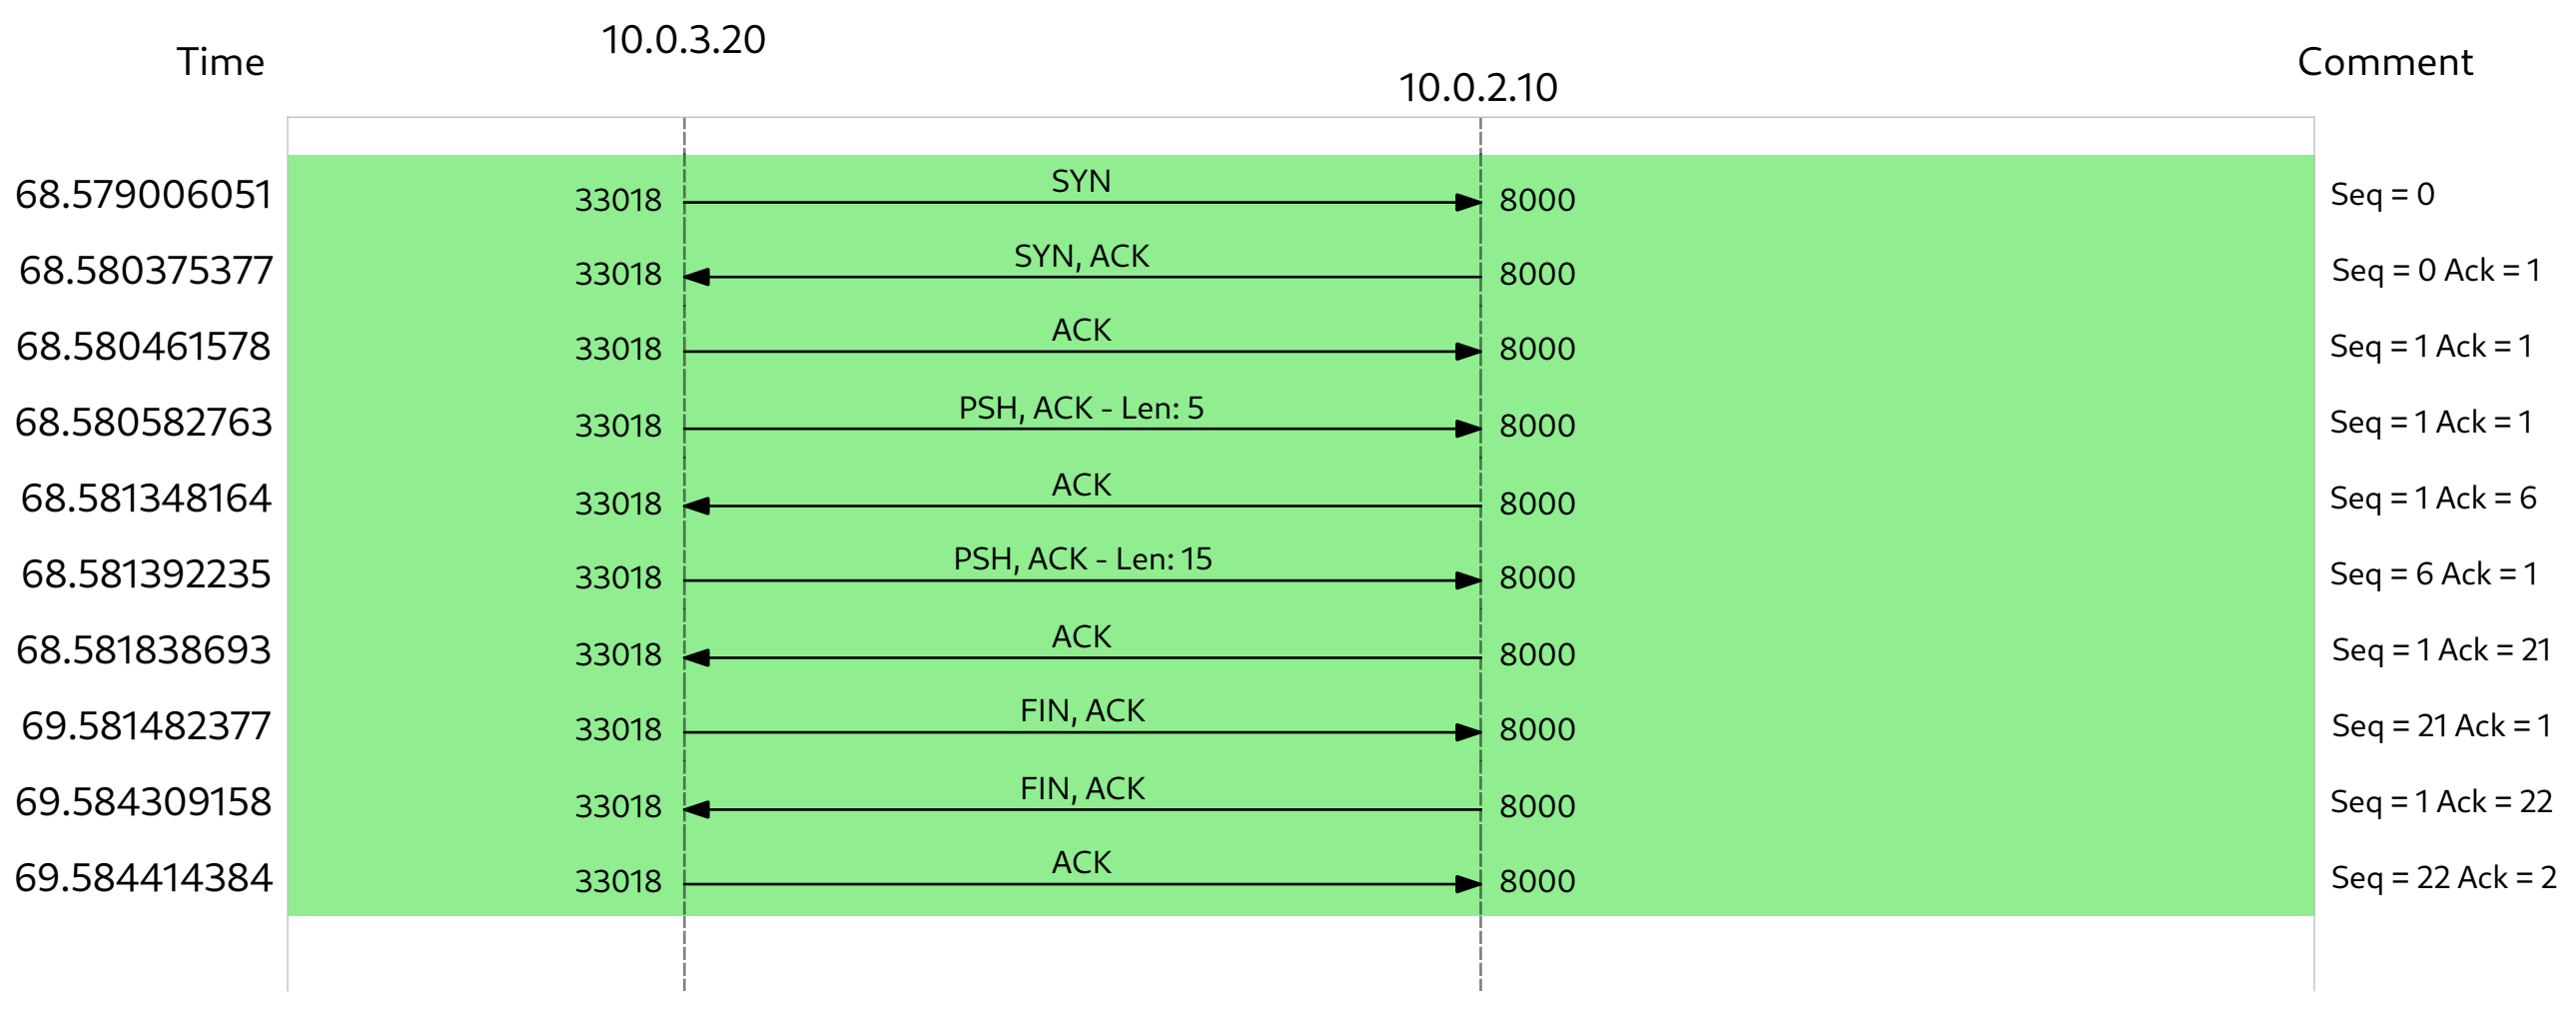 Time 10.0.3.20 10.0.2.10 Comment
68.579006051 33018 SYN 8000 Seq = 0
68.580375377 33018 SYN, ACK 8000 Seq = 0 Ack = 1
68.580461578 33018 ACK 8000 Seq = 1 Ack = 1
68.580582763 33018 PSH, ACK - Len: 5 8000 Seq = 1 Ack = 1
68.581348164 33018 ACK 8000 Seq = 1 Ack = 6
68.581392235 33018 PSH, ACK - Len: 15 8000 Seq = 6 Ack = 1
68.581838693 33018 ACK 8000 Seq = 1 Ack = 21
69.581482377 33018 FIN, ACK 8000 Seq = 21 Ack = 1
69.584309158 33018 FIN, ACK 8000 Seq = 1 Ack = 22
69.584414384 33018 ACK 8000 Seq = 22 Ack = 2